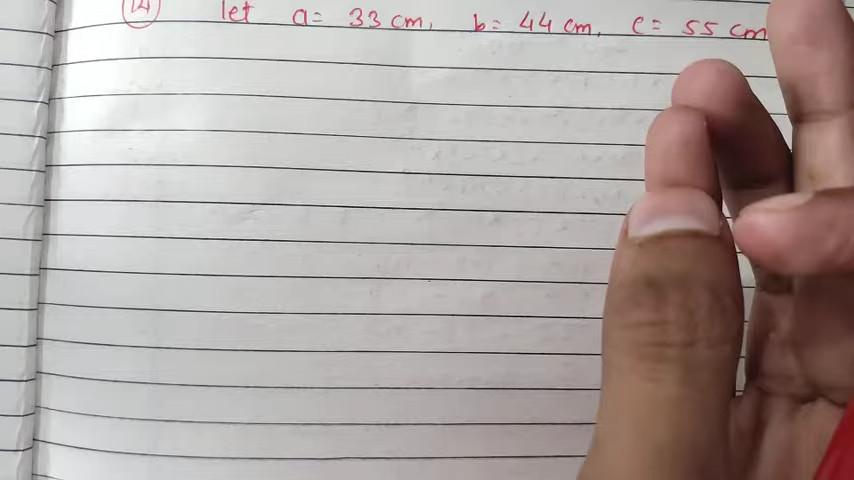 (14) let a = 33 cm, b = 44 cm, c = 55 cm